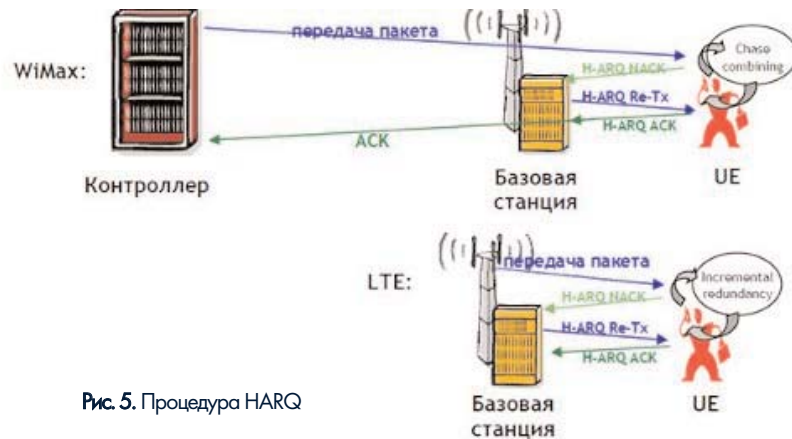 передача пакета
Chase
combining
WiMax:
H-ARQ NACK
H-ARQ Re-Tx
H-ARQ ACK
ACK
Контроллер
Базовая
станция
UE
передача пакета
LTE:
Incremental
redundancy
H-ARQ NACK
H-ARQ Re-Tx
H-ARQ ACK
Рис. 5. Процедура HARQ
Базовая
станция
UE